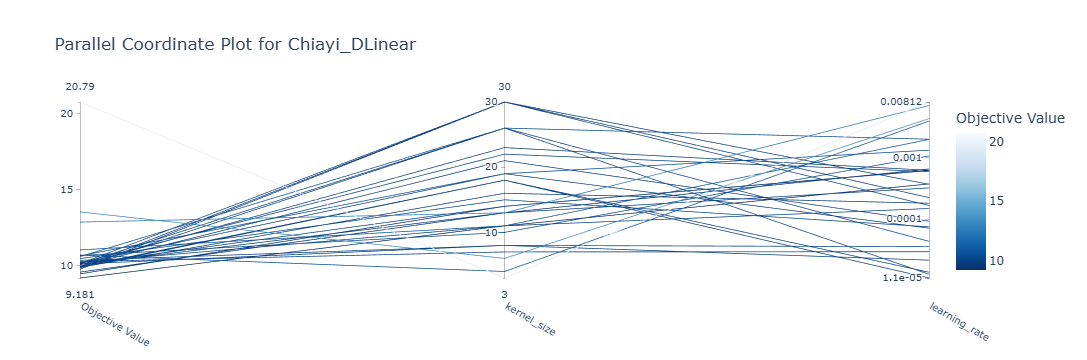 Parallel Coordinate Plot for Chiayi_DLinear
20.79
30
20
15
10
9.181
Objective Value
30
20
10
3
kernel_size
0.00812
0.001
0.0001
1.1e-05
learning_rate
Objective Value
20
15
10